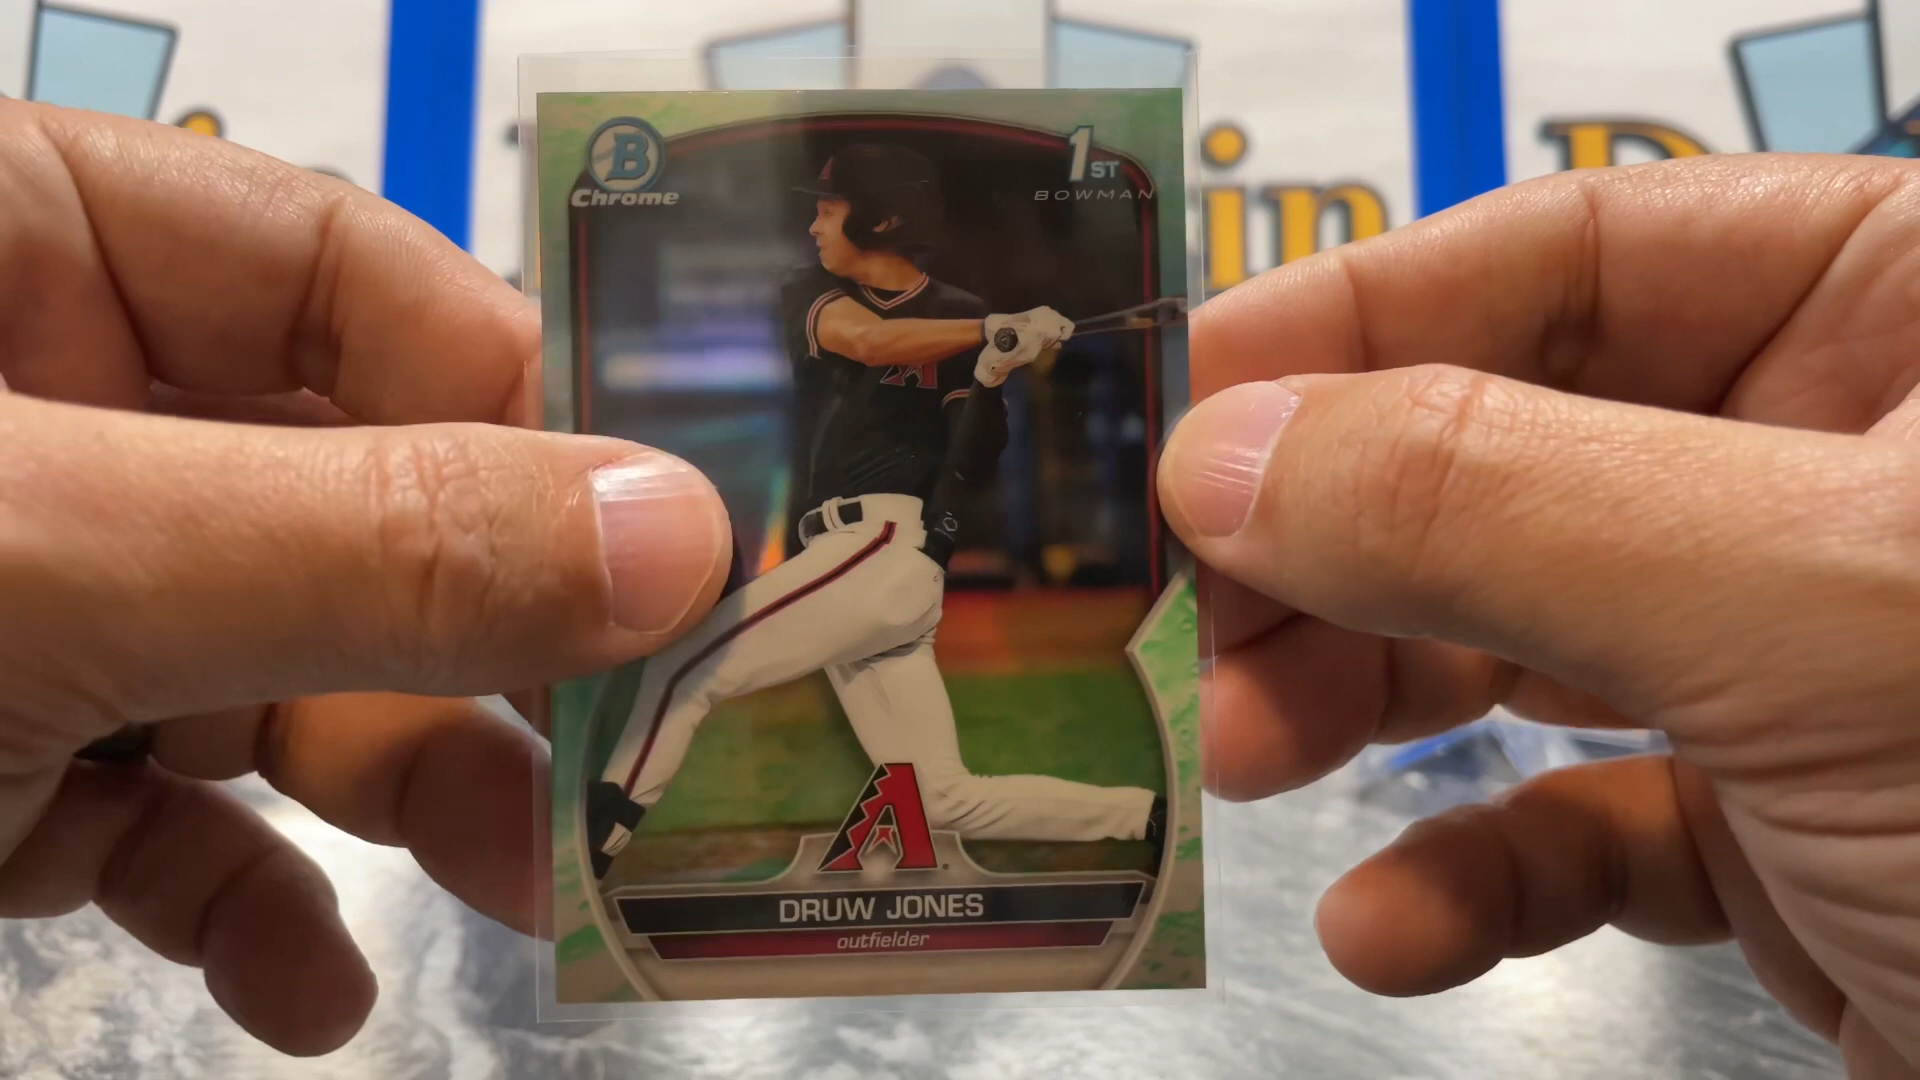 B
Chrome
1ST
BOWMAN
A
DRUW JONES
outfielder